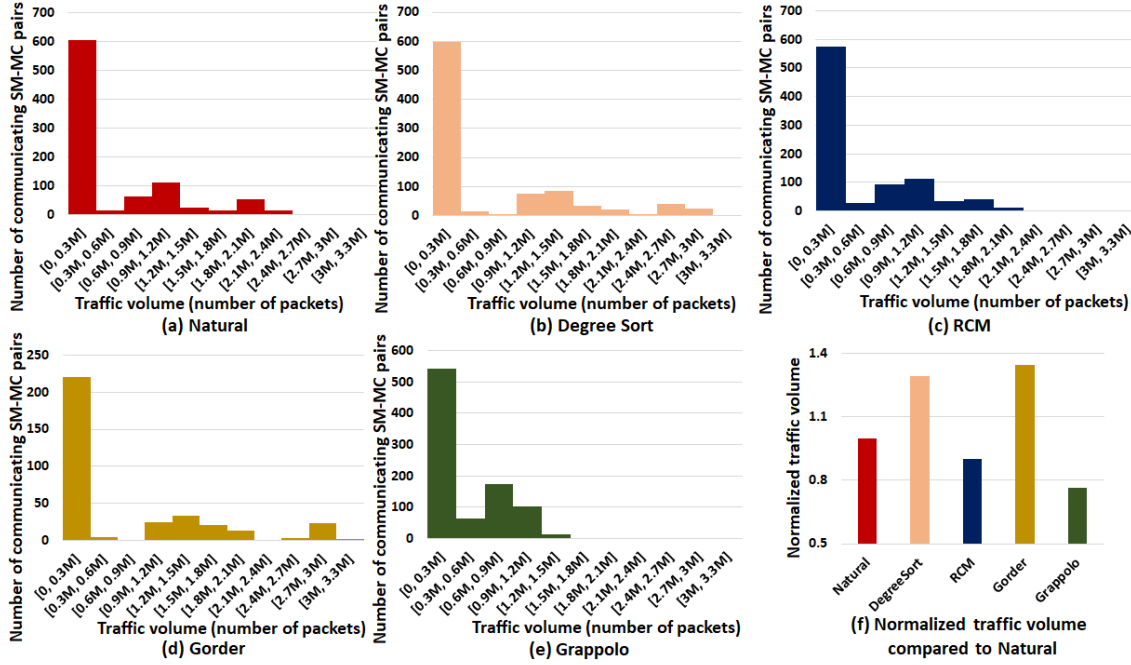 Number of communicating SM-MC pairs
700
600
500
400
300
200
100
0
[0, 0.3M]
[0.3M, 0.6M]
[0.6M, 0.9M]
[0.9M, 1.2M]
[1.2M, 1.5M]
[1.5M, 1.8M]
[1.8M, 2.1M]
[2.1M, 2.4M]
[2.4M, 2.7M]
[2.7M, 3M]
[3M, 3.3M]
Traffic volume (number of packets)
(a) Natural
Number of communicating SM-MC pairs
700
600
500
400
300
200
100
0
[0, 0.3M]
[0.3M, 0.6M]
[0.6M, 0.9M]
[0.9M, 1.2M]
[1.2M, 1.5M]
[1.5M, 1.8M]
[1.8M, 2.1M]
[2.1M, 2.4M]
[2.4M, 2.7M]
[2.7M, 3M]
[3M, 3.3M]
Traffic volume (number of packets)
(b) Degree Sort
Number of communicating SM-MC pairs
700
600
500
400
300
200
100
0
[0, 0.3M]
[0.3M, 0.6M]
[0.6M, 0.9M]
[0.9M, 1.2M]
[1.2M, 1.5M]
[1.5M, 1.8M]
[1.8M, 2.1M]
[2.1M, 2.4M]
[2.4M, 2.7M]
[2.7M, 3M]
[3M, 3.3M]
Traffic volume (number of packets)
(c) RCM
Number of communicating SM-MC pairs
250
200
150
100
50
0
[0, 0.3M]
[0.3M, 0.6M]
[0.6M, 0.9M]
[0.9M, 1.2M]
[1.2M, 1.5M]
[1.5M, 1.8M]
[1.8M, 2.1M]
[2.1M, 2.4M]
[2.4M, 2.7M]
[2.7M, 3M]
[3M, 3.3M]
Traffic volume (number of packets)
(d) Gorder
Number of communicating SM-MC pairs
600
500
400
300
200
100
0
[0, 0.3M]
[0.3M, 0.6M]
[0.6M, 0.9M]
[0.9M, 1.2M]
[1.2M, 1.5M]
[1.5M, 1.8M]
[1.8M, 2.1M]
[2.1M, 2.4M]
[2.4M, 2.7M]
[2.7M, 3M]
[3M, 3.3M]
Traffic volume (number of packets)
(e) Grappolo
Normalized traffic volume
1.4
1.1
0.8
0.5
Natural
DegreeSort
RCM
Gorder
Grappolo
(f) Normalized traffic volume
compared to Natural